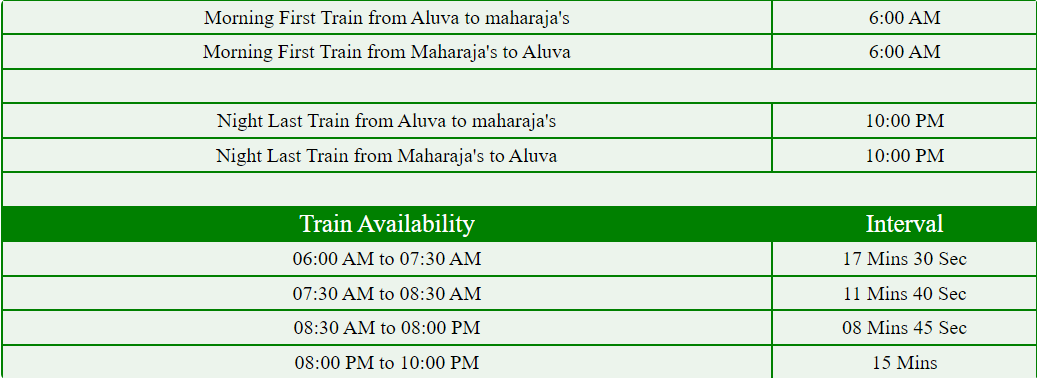 Morning First Train from Aluva to maharaja's 6:00 AM
Morning First Train from Maharaja's to Aluva 6:00 AM
Night Last Train from Aluva to maharaja's 10:00 PM
Night Last Train from Maharaja's to Aluva 10:00 PM
Train Availability Interval
06:00 AM to 07:30 AM 17 Mins 30 Sec
07:30 AM to 08:30 AM 11 Mins 40 Sec
08:30 AM to 08:00 PM 08 Mins 45 Sec
08:00 PM to 10:00 PM 15 Mins